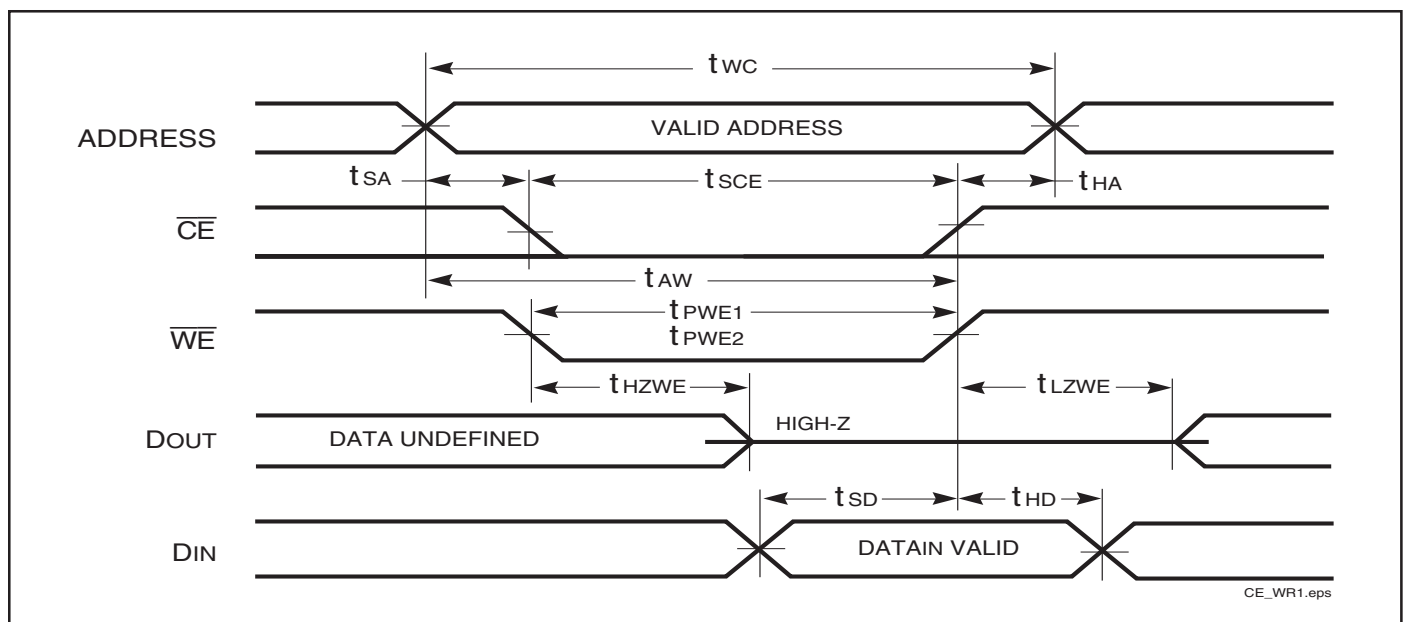 tWC
ADDRESS
VALID ADDRESS
tSA
tSCE
tHA
CE
tAW
WE
tPWE1
tPWE2
tHZWE
tLZWE
DOUT
DATA UNDEFINED
HIGH-Z
tSD
tHD
DIN
DATAIN VALID
CE_WR1.eps